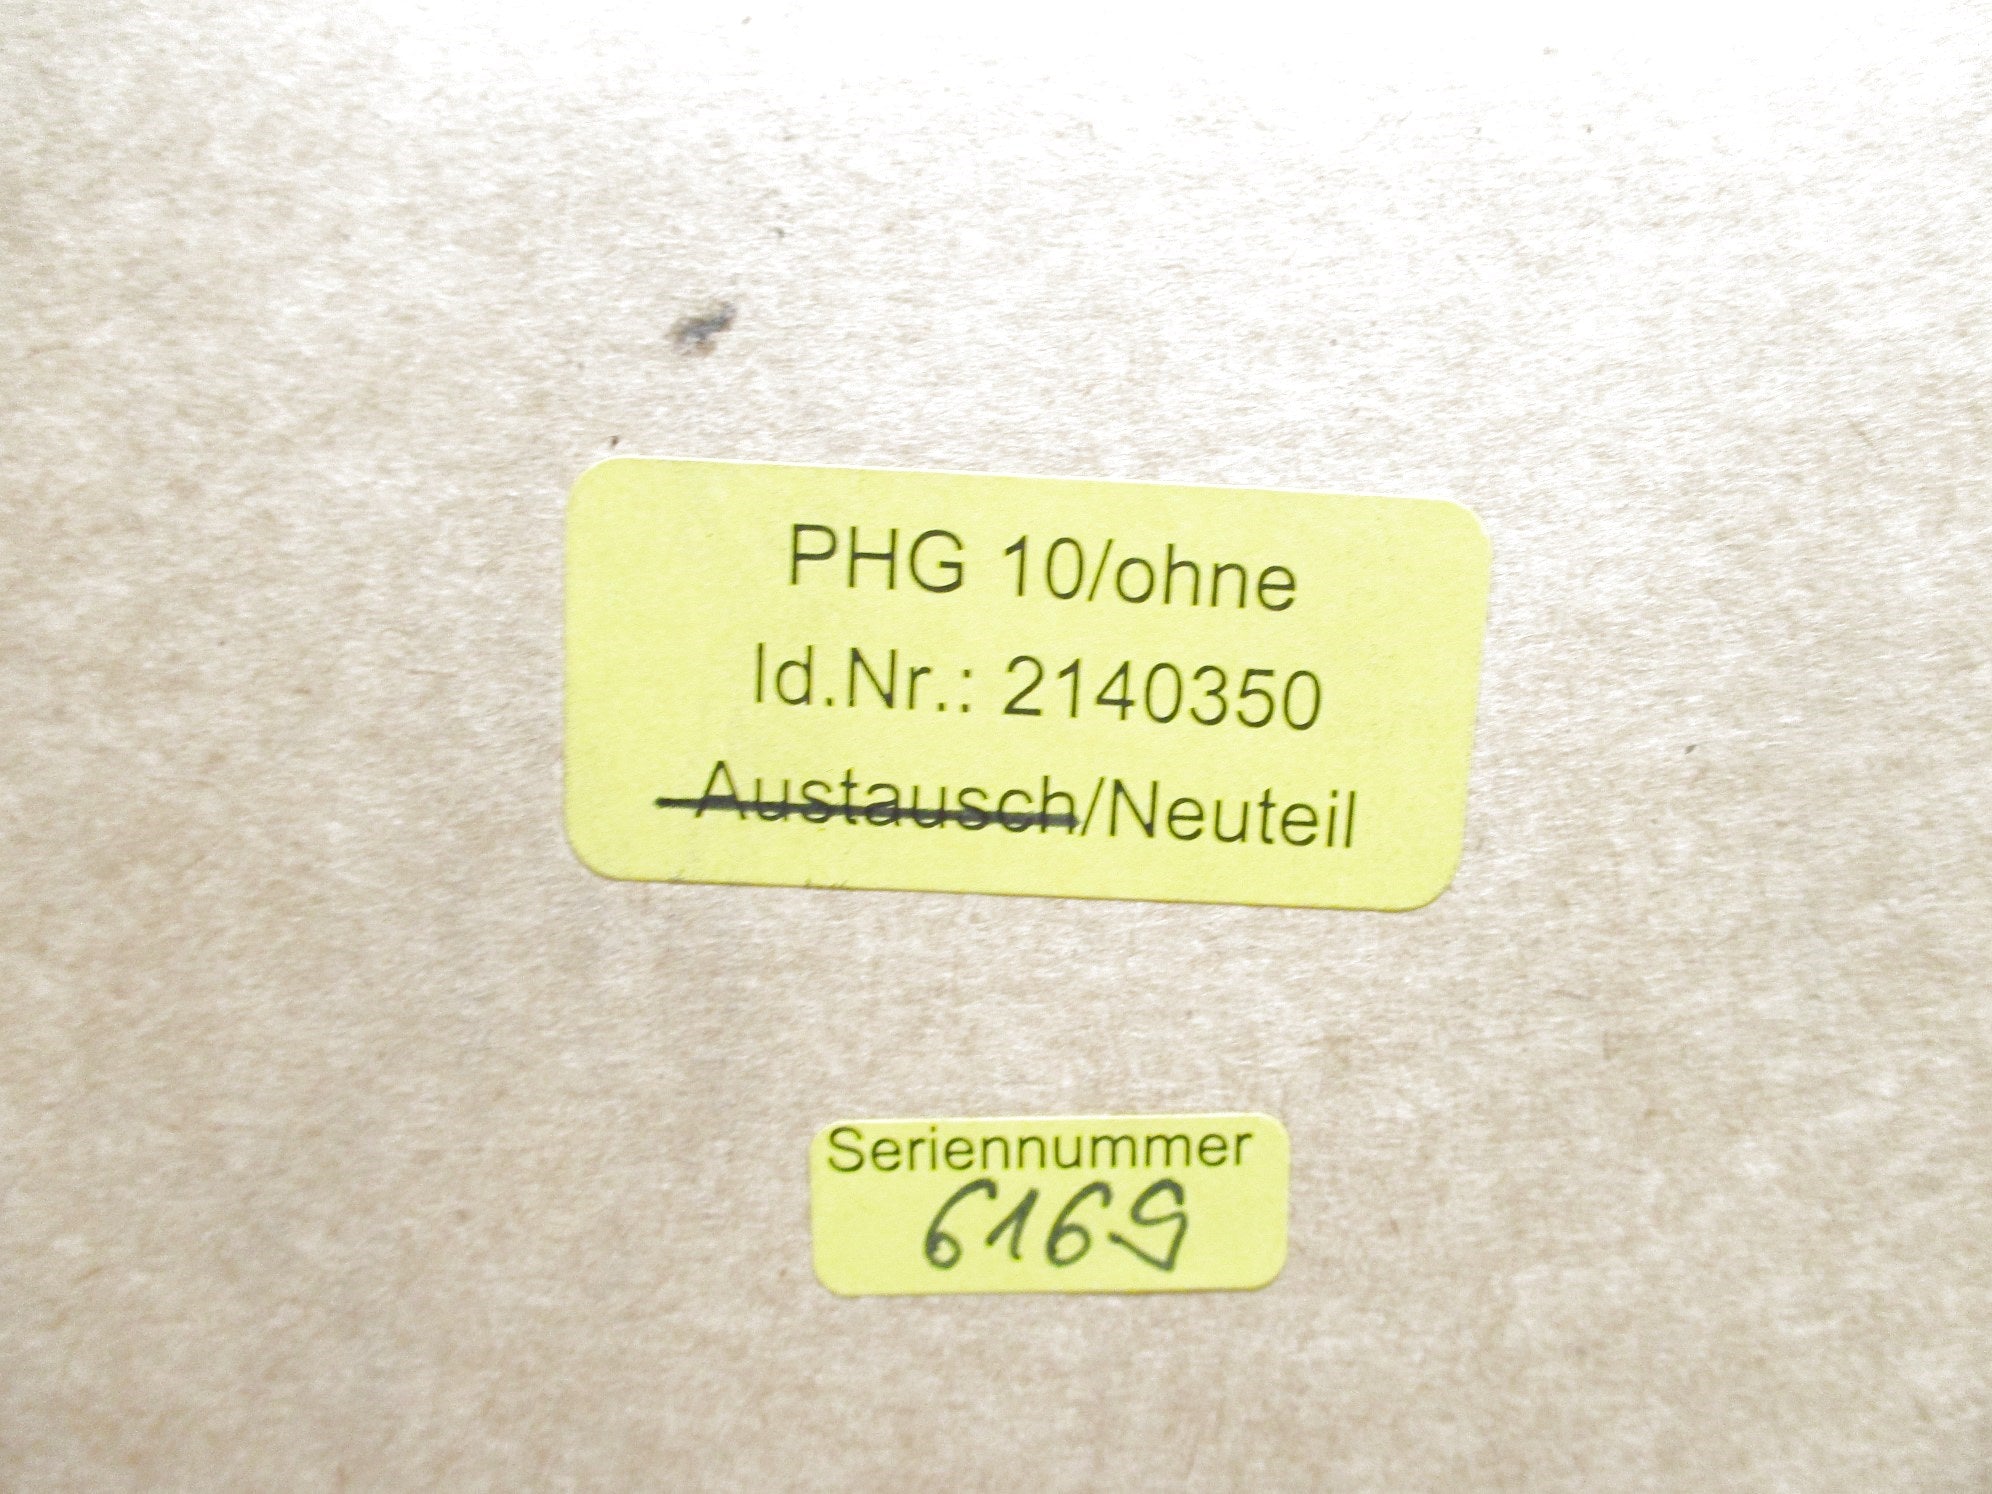 PHG 10/ohne
Id.Nr.: 2140350
Austausch/Neuteil
Seriennummer
6169